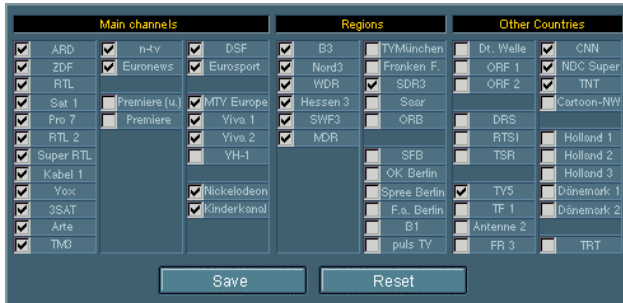 Main channels Regions Other Countries
ARD n-tv DSF B3 TYMünchen Dt. Welle CNN
ZDF Euronews Eurosport Nord3 Franken F. ORF 1 NBC Super
RTL WDR SDR3 ORF 2 TNT
Sat 1 Premiere (u.) MTY Europe Hessen 3 Saar Cartoon-NW
Pro 7 Premiere Yiva 1 SWF3 ORB DRS
RTL 2 Yiva 2 MDR RTSI Holland 1
Super RTL YH-1 SFB TSR Holland 2
Kabel 1 OK Berlin Holland 3
Yox Nickelodeon Spree Berlin TY5 Dänemark 1
3SAT Kinderkanal F.a. Berlin TF 1 Dänemark 2
Arte B1 Antenne 2
TM3 puls TY FR 3 TRT
Save Reset